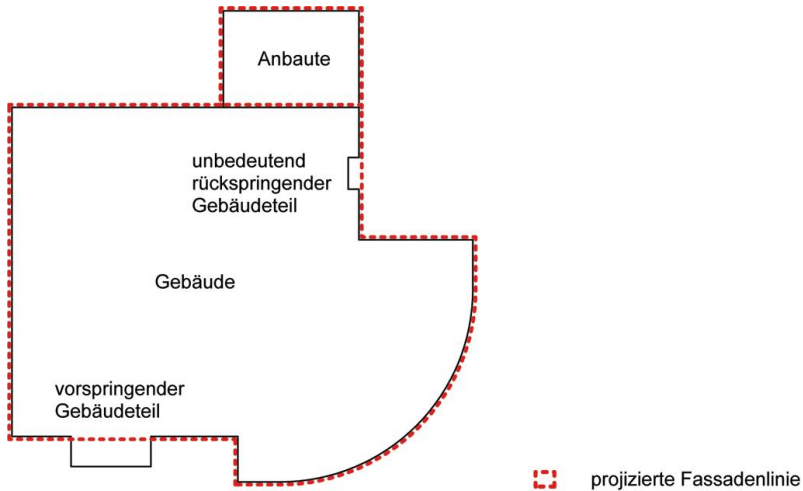 Anbaute
unbedeutend
rückspringender
Gebäudeteil
Gebäude
vorspringender
Gebäudeteil
projizierte Fassadenlinie